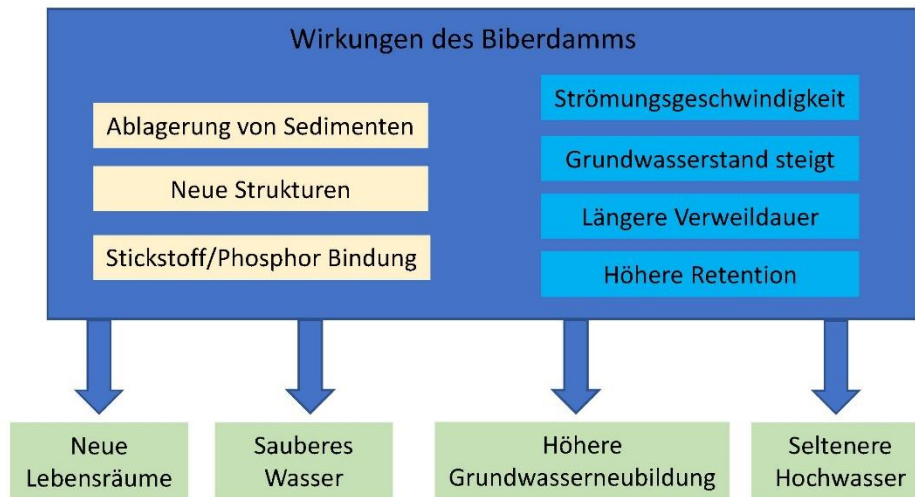 Wirkungen des Biberdamms
Ablagerung von Sedimenten
Neue Strukturen
Stickstoff/Phosphor Bindung
Strömungsgeschwindigkeit
Grundwasserstand steigt
Längere Verweildauer
Höhere Retention
Neue
Lebensräume
Sauberes
Wasser
Höhere
Grundwasserneubildung
Seltenere
Hochwasser